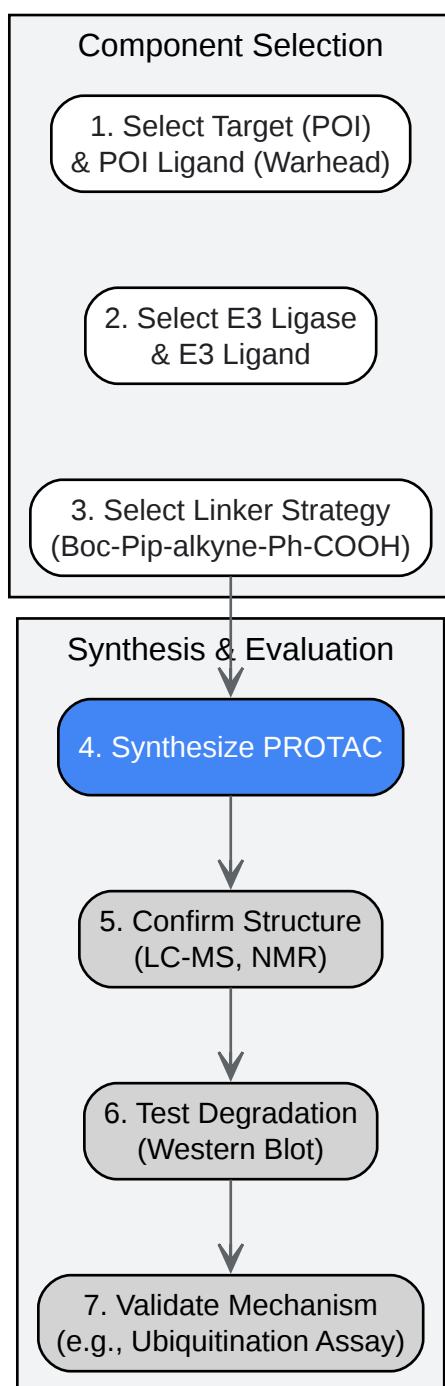 Component Selection
1. Select Target (POI)
& POI Ligand (Warhead)
2. Select E3 Ligase
& E3 Ligand
3. Select Linker Strategy
(Boc-Pip-alkyne-Ph-COOH)
Synthesis & Evaluation
4. Synthesize PROTAC
5. Confirm Structure
(LC-MS, NMR)
6. Test Degradation
(Western Blot)
7. Validate Mechanism
(e.g., Ubiquitination Assay)